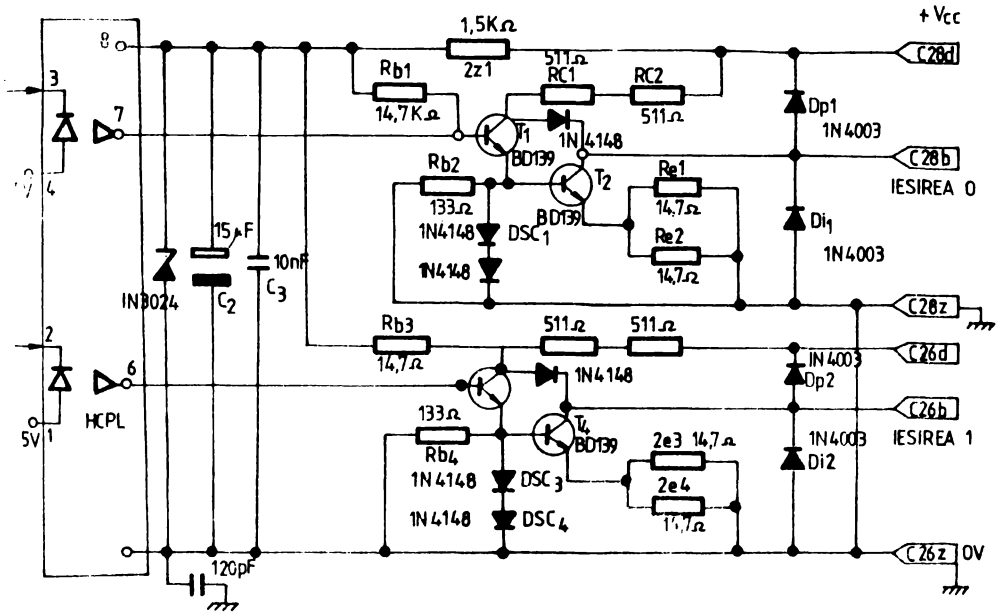 + Vcc
8
1,5KΩ
2z1
C28d
3
Rb1
14,7KΩ
511Ω
RC1
RC2
511Ω
Dp1
1N4003
7
T1
BD139
1N4148
C28b
IESIREA 0
4
Rb2
133Ω
T2
BD139
Re1
14,7Ω
Re2
14,7Ω
1N4148
DSC1
1N4148
Di1
1N4003
15µF
C2
10nF
C3
IN3024
C28z
2
Rb3
14,7Ω
511Ω
511Ω
1N4003
Dp2
C26d
6
1N4148
C26b
IESIREA 1
HCPL
5V
1
133Ω
Rb4
T4
BD139
2e3
14,7Ω
2e4
14,7Ω
1N4003
Di2
1N4148
DSC3
1N4148
DSC4
120pF
C26z
0V